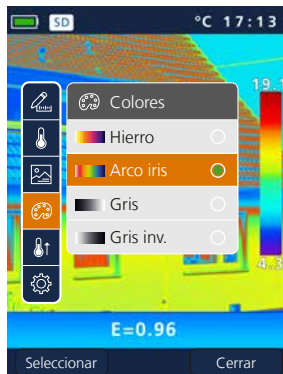 SD °C 17:13
19.1
Colores
Hierro
Arco iris
Gris
Gris inv.
4.3
E=0.96
Seleccionar Cerrar